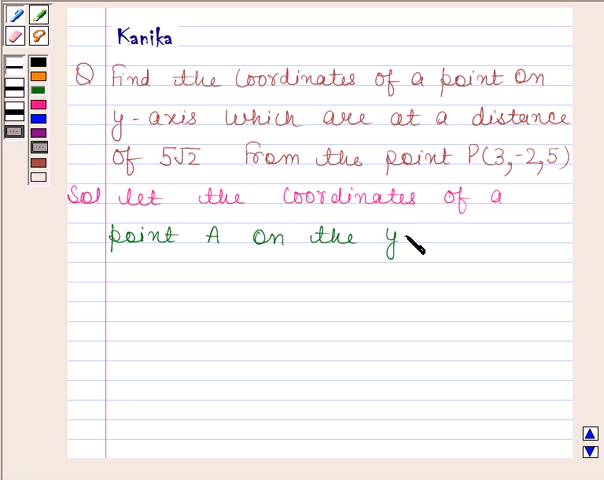 Kanika
Q Find the Coordinates of a point on
y-axis which are at a distance
of 5√2 From the point P(3,-2,5)
Sol let the coordinates of a
point A on the y